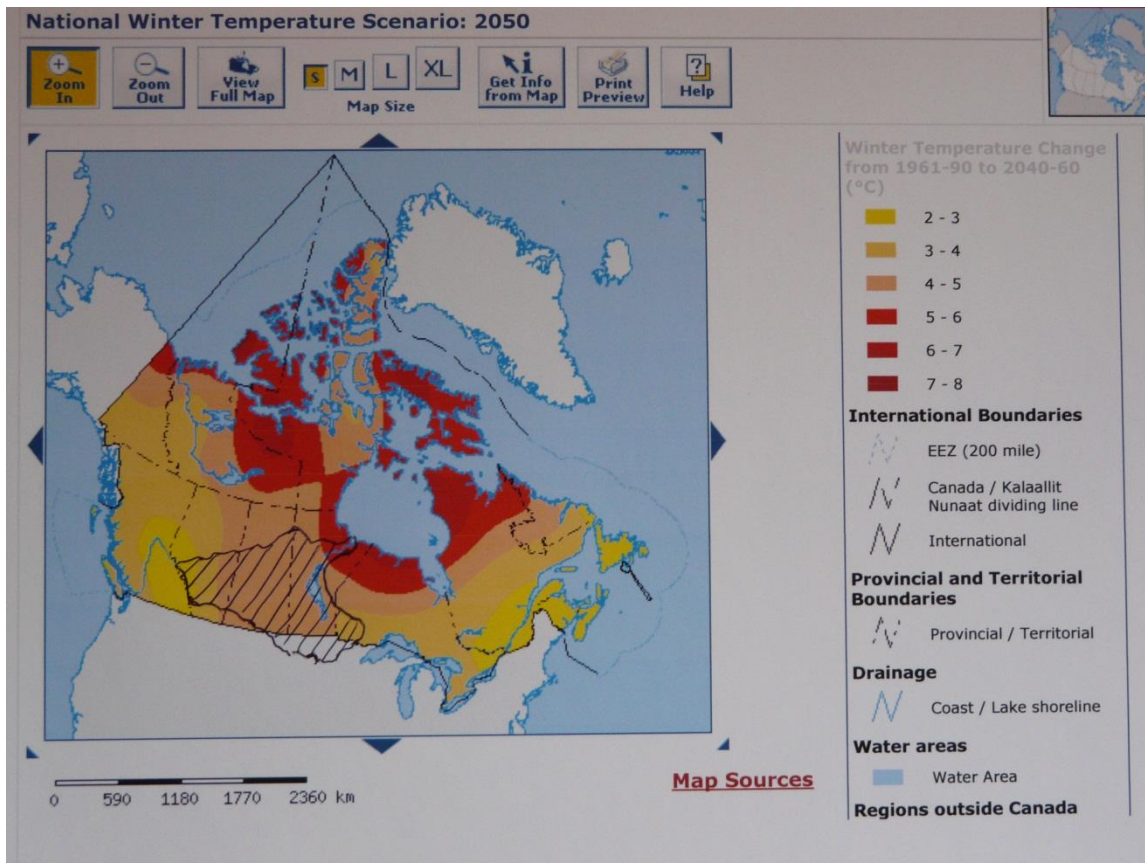 National Winter Temperature Scenario: 2050
Zoom
In
Zoom
Out
View
Full Map
S
M
L
XL
Map Size
Get Info
from Map
Print
Preview
?
Help
Winter Temperature Change
from 1961-90 to 2040-60
(°C)
2 - 3
3 - 4
4 - 5
5 - 6
6 - 7
7 - 8
International Boundaries
EEZ (200 mile)
Canada / Kalaallit
Nunaat dividing line
International
Provincial and Territorial
Boundaries
Provincial / Territorial
Drainage
Coast / Lake shoreline
Water areas
Water Area
Regions outside Canada
0 590 1180 1770 2360 km
Map Sources